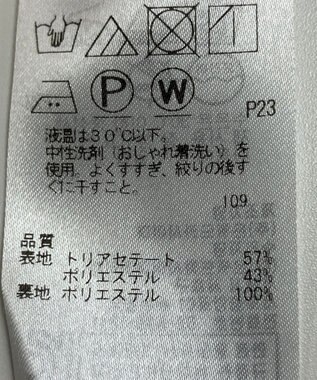 P W P23
液温は30℃以下。
中性洗剤(おしゃれ着洗い)を
使用。よくすすぎ、絞りの後す
ぐに干すこと。
109
品質
表地 トリアセテート 57%
ポリエステル 43%
裏地 ポリエステル 100%